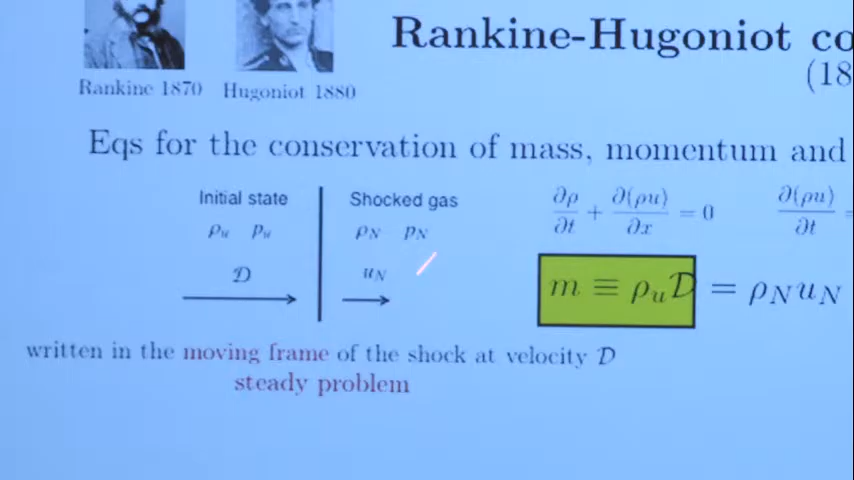 Rankine-Hugoniot
(18
Rankine 1870 Hugoniot 1880
Eqs for the conservation of mass, momentum and
Initial state
ρu pu
𝒟
Shocked gas
ρN pN
uN
∂ρ/∂t + ∂(ρu)/∂x = 0
∂(ρu)/∂t =
m ≡ ρu𝒟 = ρN uN
written in the moving frame of the shock at velocity 𝒟
steady problem